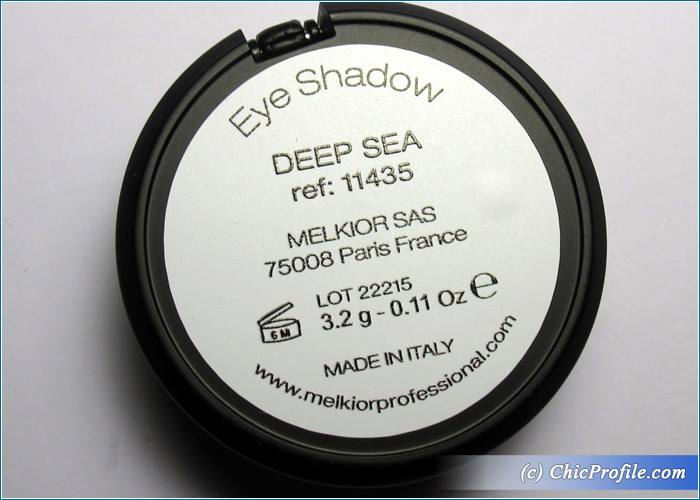 Eye Shadow
DEEP SEA
ref: 11435
MELKIOR SAS
75008 Paris France
LOT 22215
3.2 g - 0.11 Oz ℮
6 M
MADE IN ITALY
www.melkiorprofessional.com
(c) ChicProfile.com